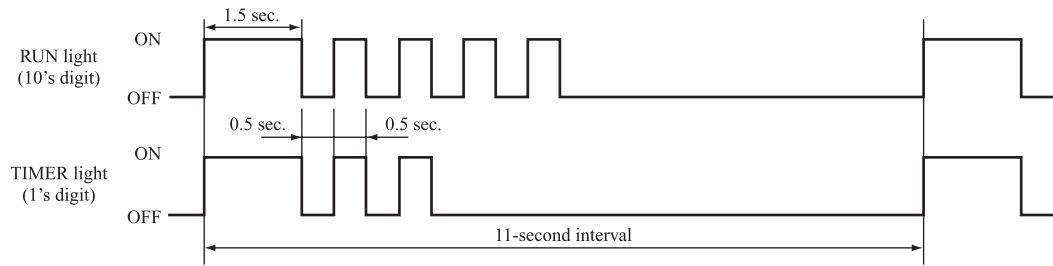 1.5 sec.
ON
RUN light
(10's digit)
OFF
0.5 sec.
0.5 sec.
ON
TIMER light
(1's digit)
OFF
11-second interval